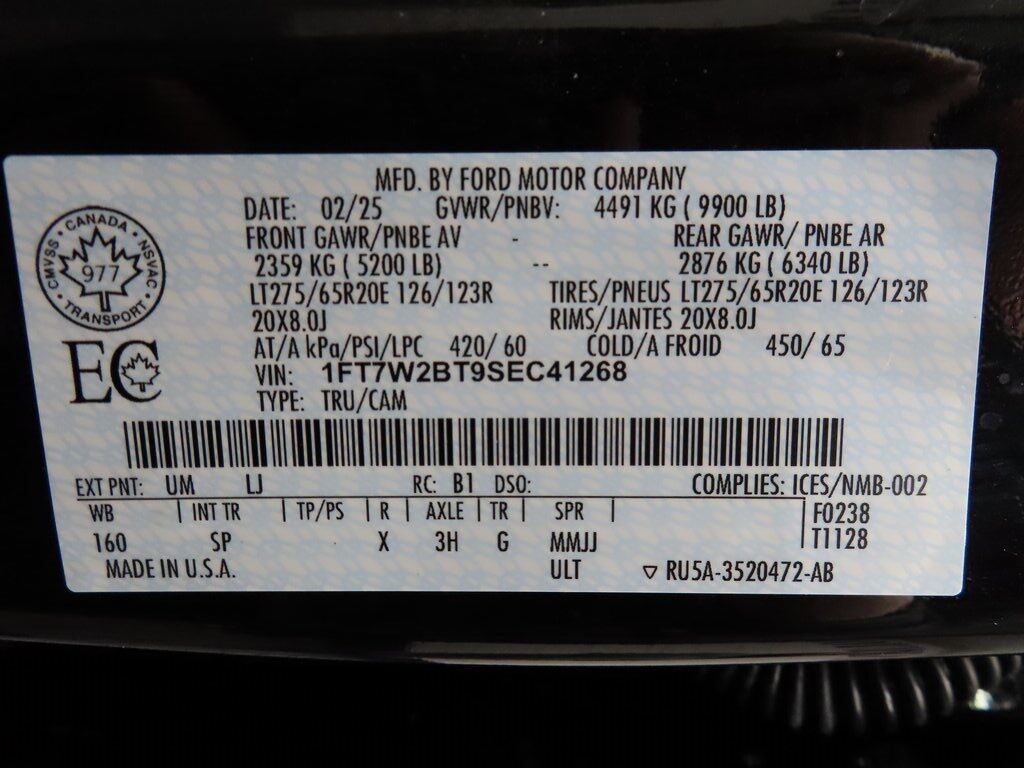 MFD. BY FORD MOTOR COMPANY
DATE: 02/25 GVWR/PNBV: 4491 KG ( 9900 LB)
FRONT GAWR/PNBE AV - REAR GAWR/ PNBE AR
2359 KG ( 5200 LB) -- 2876 KG ( 6340 LB)
LT275/65R20E 126/123R TIRES/PNEUS LT275/65R20E 126/123R
20X8.0J RIMS/JANTES 20X8.0J
AT/A kPa/PSI/LPC 420/ 60 COLD/A FROID 450/ 65
VIN: 1FT7W2BT9SEC41268
TYPE: TRU/CAM
CMVSS • CANADA • NSVAC • TRANSPORT •
977
EC
EXT PNT: UM LJ RC: B1 DSO: COMPLIES: ICES/NMB-002
WB | INT TR | TP/PS | R | AXLE | TR | SPR | F0238
160 SP X 3H G MMJJ T1128
MADE IN U.S.A. ULT ▽ RU5A-3520472-AB